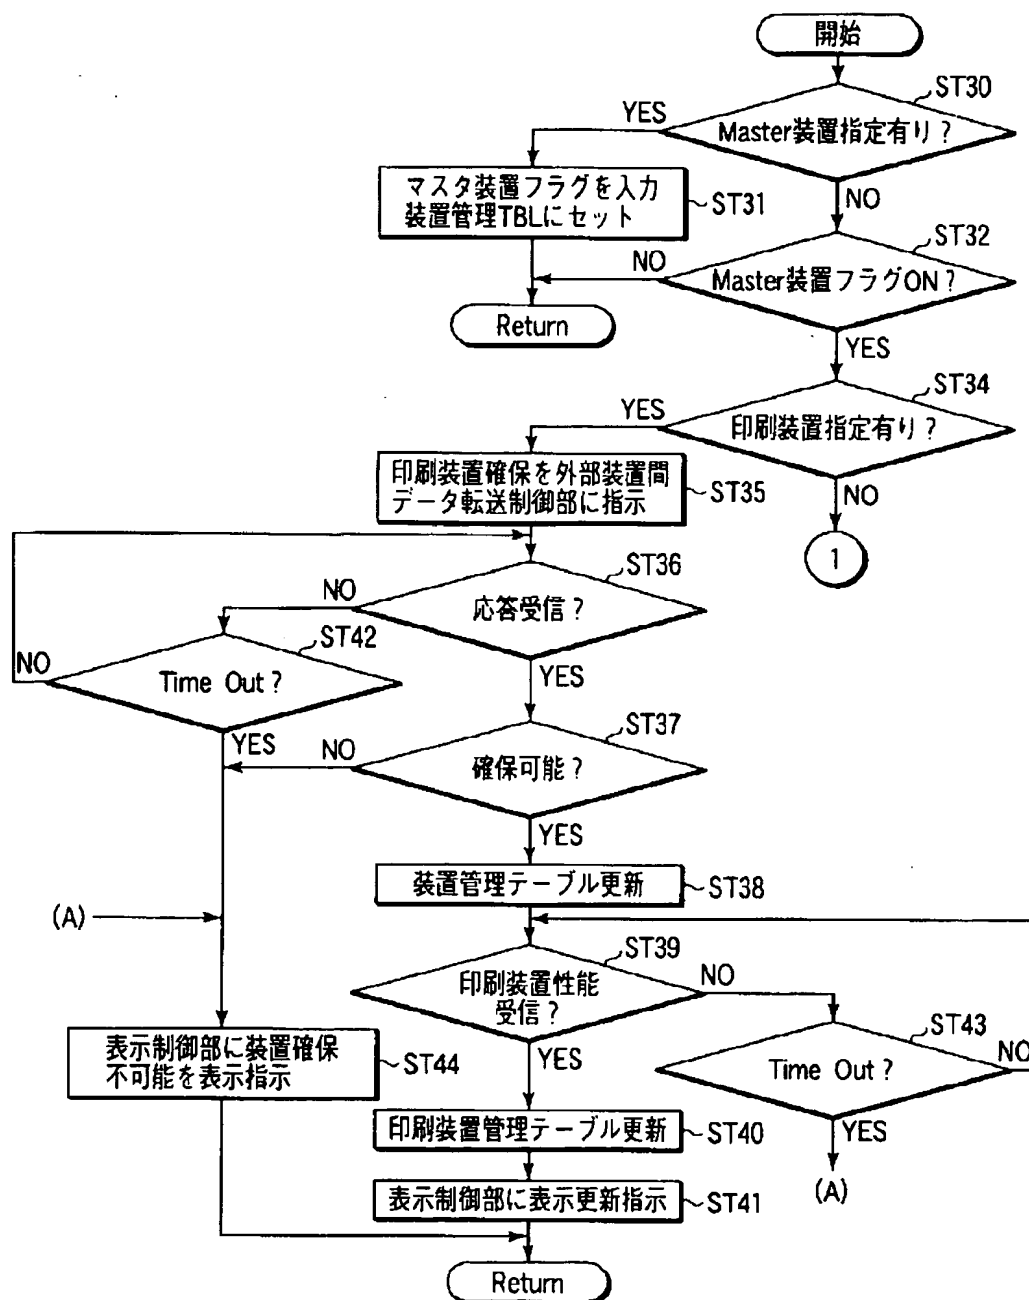 開始
ST30
YES
Master装置指定有り?
マスタ装置フラグを入力
装置管理TBLにセット
ST31
NO
ST32
NO
Master装置フラグON?
Return
YES
ST34
YES
印刷装置指定有り?
印刷装置確保を外部装置間
データ転送制御部に指示
ST35
NO
1
ST36
NO
応答受信?
ST42
NO
Time Out?
YES
ST37
YES
NO
確保可能?
YES
装置管理テーブル更新
ST38
(A)
ST39
NO
印刷装置性能
受信?
ST43
表示制御部に装置確保
不可能を表示指示
ST44
YES
Time Out?
NO
印刷装置管理テーブル更新
ST40
YES
表示制御部に表示更新指示
ST41
(A)
Return